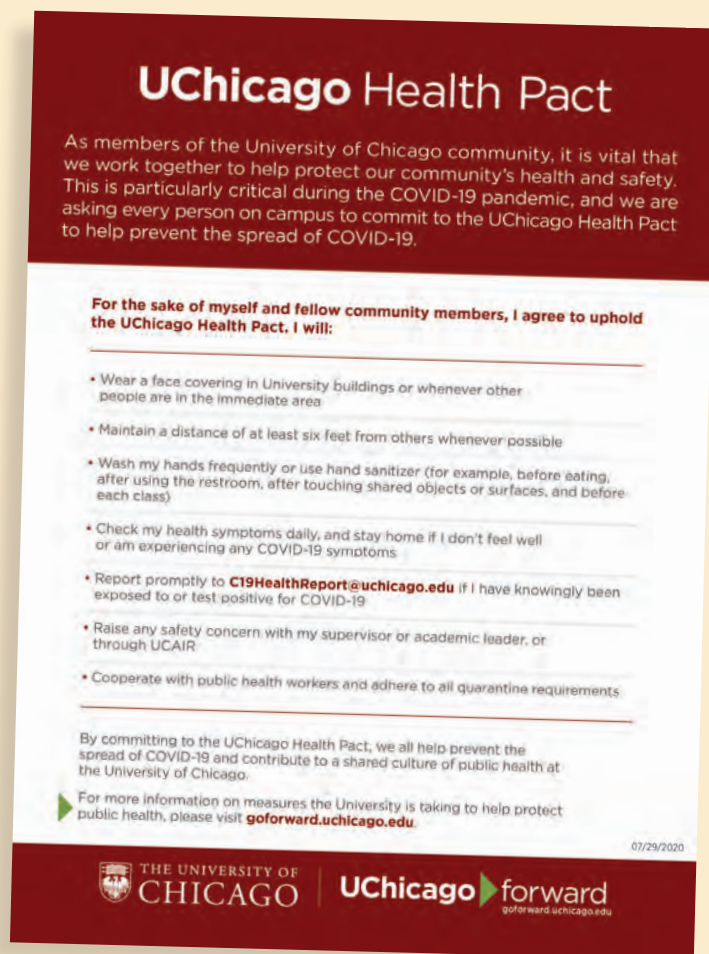 UChicago Health Pact
As members of the University of Chicago community, it is vital that
we work together to help protect our community's health and safety.
This is particularly critical during the COVID-19 pandemic, and we are
asking every person on campus to commit to the UChicago Health Pact
to help prevent the spread of COVID-19.
For the sake of myself and fellow community members, I agree to uphold
the UChicago Health Pact. I will:
• Wear a face covering in University buildings or whenever other
people are in the immediate area
• Maintain a distance of at least six feet from others whenever possible
• Wash my hands frequently or use hand sanitizer (for example, before eating,
after using the restroom, after touching shared objects or surfaces, and before
each class)
• Check my health symptoms daily, and stay home if I don't feel well
or am experiencing any COVID-19 symptoms
• Report promptly to C19HealthReport@uchicago.edu if I have knowingly been
exposed to or test positive for COVID-19
• Raise any safety concern with my supervisor or academic leader, or
through UCAIR
• Cooperate with public health workers and adhere to all quarantine requirements
By committing to the UChicago Health Pact, we all help prevent the
spread of COVID-19 and contribute to a shared culture of public health at
the University of Chicago.
For more information on measures the University is taking to help protect
public health, please visit goforward.uchicago.edu.
07/29/2020
THE UNIVERSITY OF
CHICAGO
UChicago forward
goforward.uchicago.edu